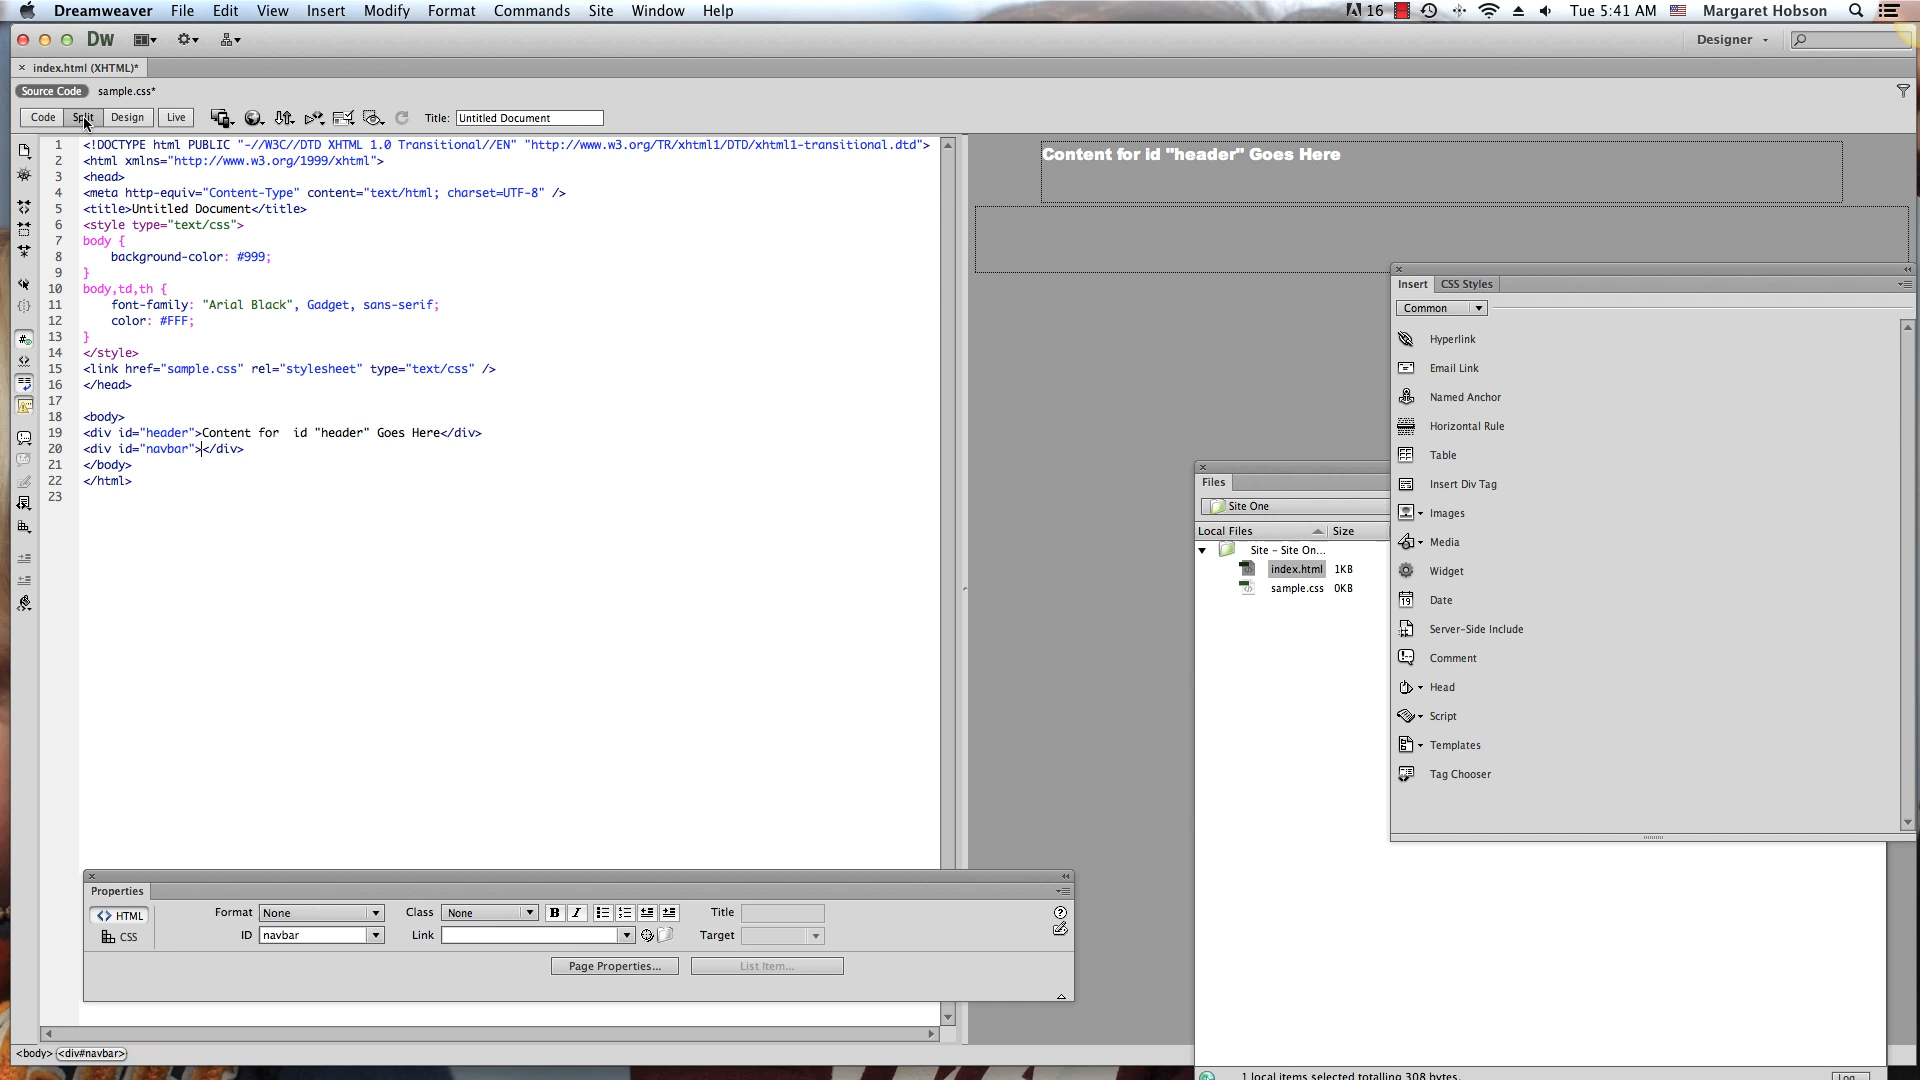 Dreamweaver File Edit View Insert Modify Format Commands Site Window Help 16 Tue 5:41 AM Margaret Hobson
Dw Designer
index.html (XHTML)*
Source Code sample.css*
Code Split Design Live Title: Untitled Document
1 <!DOCTYPE html PUBLIC "-//W3C//DTD XHTML 1.0 Transitional//EN" "http://www.w3.org/TR/xhtml1/DTD/xhtml1-transitional.dtd">
2 <html xmlns="http://www.w3.org/1999/xhtml">
3 <head>
4 <meta http-equiv="Content-Type" content="text/html; charset=UTF-8" />
5 <title>Untitled Document</title>
6 <style type="text/css">
7 body {
8 background-color: #999;
9 }
10 body,td,th {
11 font-family: "Arial Black", Gadget, sans-serif;
12 color: #FFF;
13 }
14 </style>
15 <link href="sample.css" rel="stylesheet" type="text/css" />
16 </head>
17
18 <body>
19 <div id="header">Content for  id "header" Goes Here</div>
20 <div id="navbar"></div>
21 </body>
22 </html>
23
Content for id "header" Goes Here
Insert CSS Styles
Common
Hyperlink
Email Link
Named Anchor
Horizontal Rule
Table
Insert Div Tag
Images
Media
Widget
19 Date
Server-Side Include
Comment
Head
Script
Templates
Tag Chooser
Files
Site One
Local Files Size
Site - Site On...
index.html 1KB
sample.css 0KB
Properties
<> HTML Format None Class None B I Title
CSS ID navbar Link Target
Page Properties... List Item...
<body> <div#navbar>
1 local items selected totalling 308 bytes.
Log...